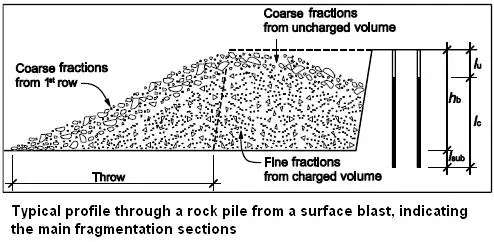 Coarse fractions
from uncharged volume
Coarse fractions
from 1st row
lu
hb
lc
lsub
Fine fractions
from charged volume
Throw
Typical profile through a rock pile from a surface blast, indicating
the main fragmentation sections